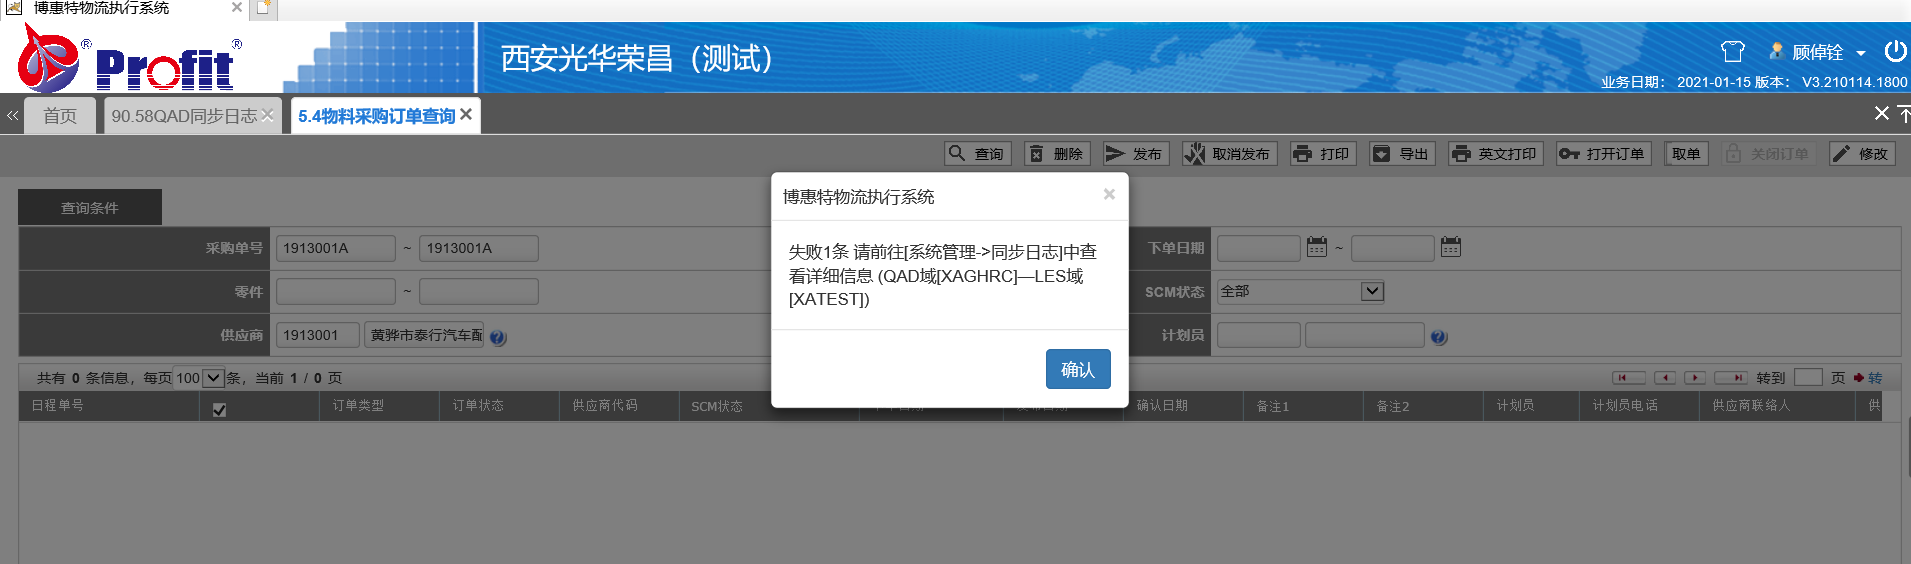 博惠特物流执行系统
Profit
西安光华荣昌（测试）
顾倬铨
业务日期： 2021-01-15 版本： V3.210114.1800
首页 90.58QAD同步日志 5.4物料采购订单查询
查询 删除 发布 取消发布 打印 导出 英文打印 打开订单 取单 关闭订单 修改
博惠特物流执行系统
失败1条 请前往[系统管理->同步日志]中查
看详细信息 (QAD域[XAGHRC]—LES域
[XATEST])
确认
查询条件
采购单号 1913001A ~ 1913001A 下单日期 ~
零件 ~ SCM状态 全部
供应商 1913001 黄骅市泰行汽车配 计划员
共有 0 条信息，每页 100 条，当前 1 / 0 页 转到 页 转
日程单号 订单类型 订单状态 供应商代码 SCM状态 确认日期 备注1 备注2 计划员 计划员电话 供应商联络人 供